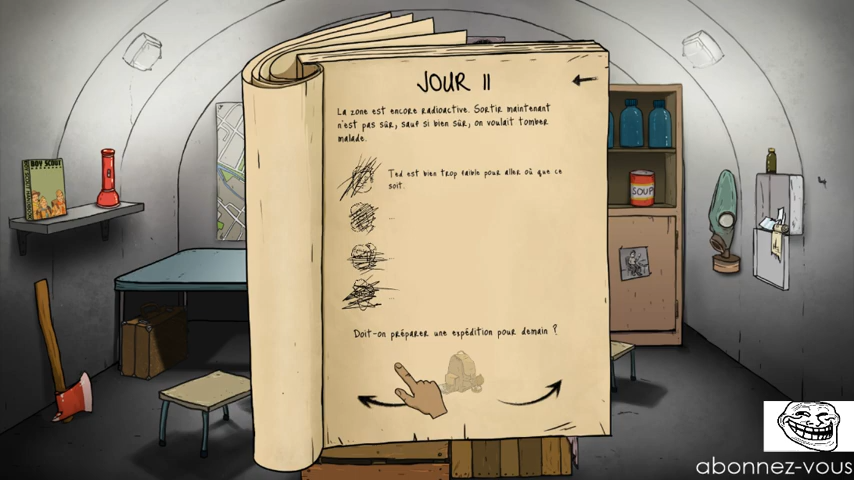 JOUR 11
La zone est encore radioactive. Sortir maintenant
n'est pas sûr, sauf si bien sûr, on voulait tomber
malade.
Ted est bien trop faible pour aller où que ce
soit.
Doit-on préparer une expédition pour demain ?
BOY SCOUT
SOUP
abonnez-vous